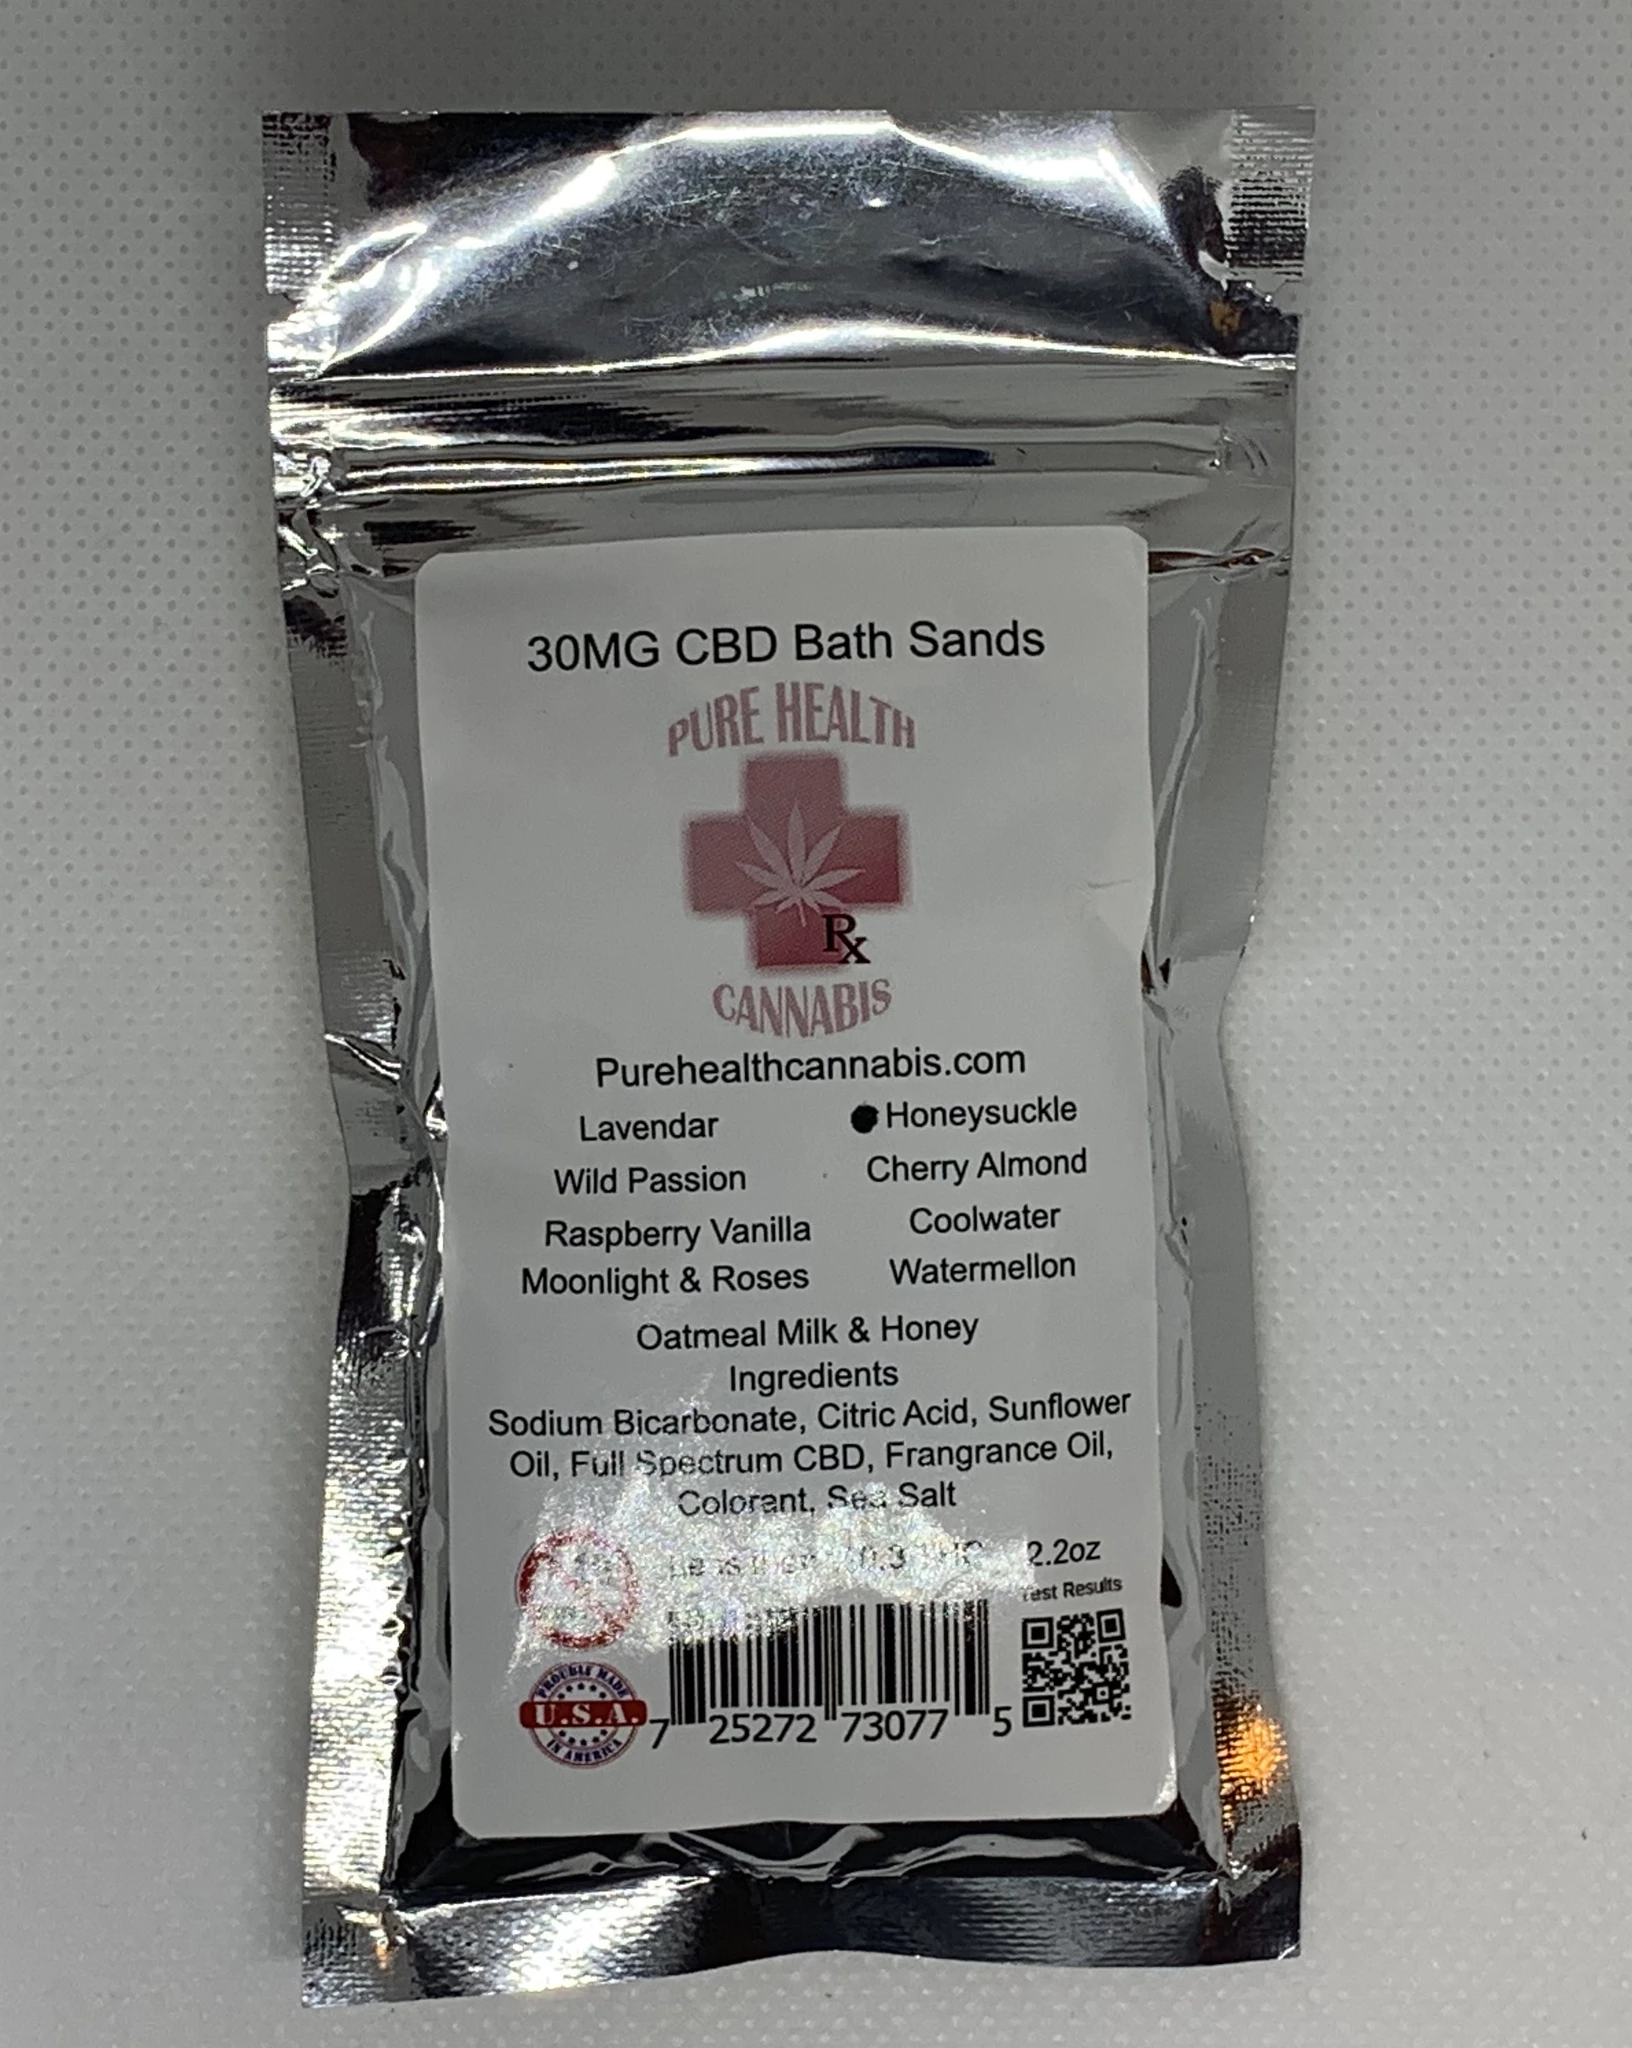 30MG CBD Bath Sands
PURE HEALTH
Rx
CANNABIS
Purehealthcannabis.com
Lavendar Honeysuckle
Wild Passion Cherry Almond
Raspberry Vanilla Coolwater
Moonlight & Roses Watermellon
Oatmeal Milk & Honey
Ingredients
Sodium Bicarbonate, Citric Acid, Sunflower
Oil, Full Spectrum CBD, Frangrance Oil,
Colorant, Sea Salt
2.2oz
Test Results
PROUDLY MADE
U.S.A.
IN AMERICA
7 25272 73077 5